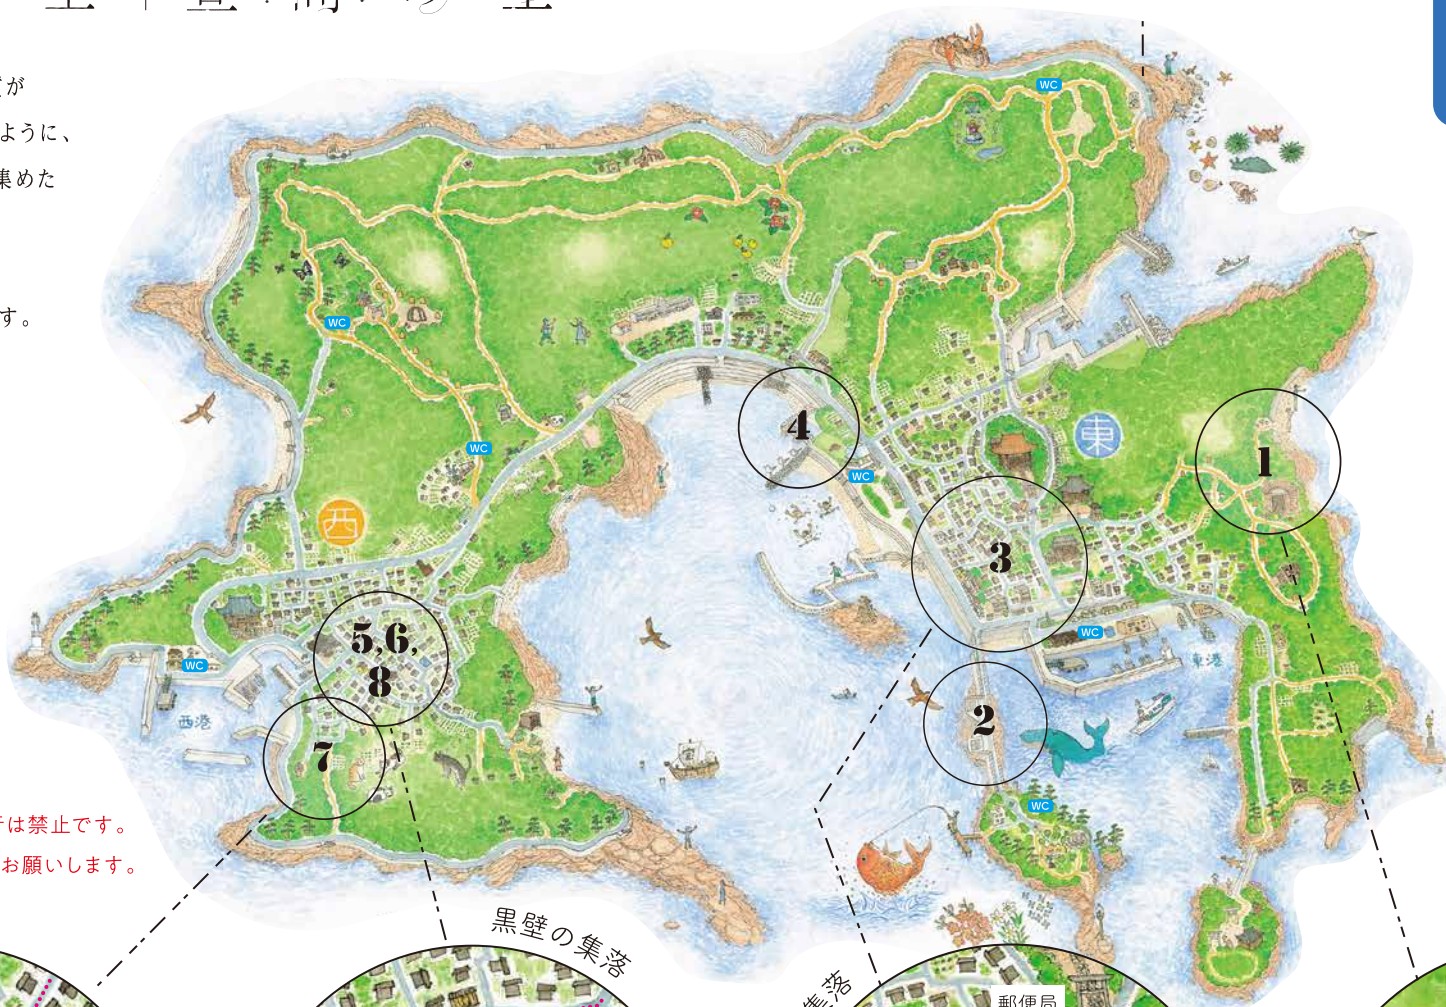 が
ように、
集めた
す。
WC
WC
WC
4
WC
東
1
西
3
5,6,
8
WC
WC
東港
西港
2
7
WC
は禁止です。
お願いします。
黒壁の集落
集落
郵便局